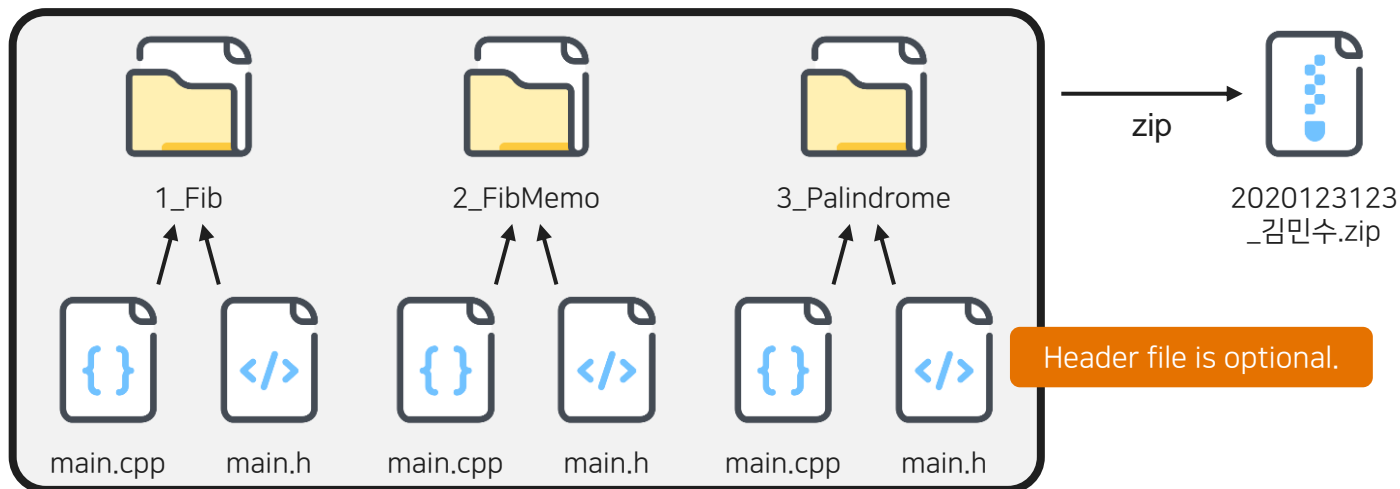 zip
1_Fib
2_FibMemo
3_Palindrome
2020123123
_김민수.zip
Header file is optional.
main.cpp
main.h
main.cpp
main.h
main.cpp
main.h